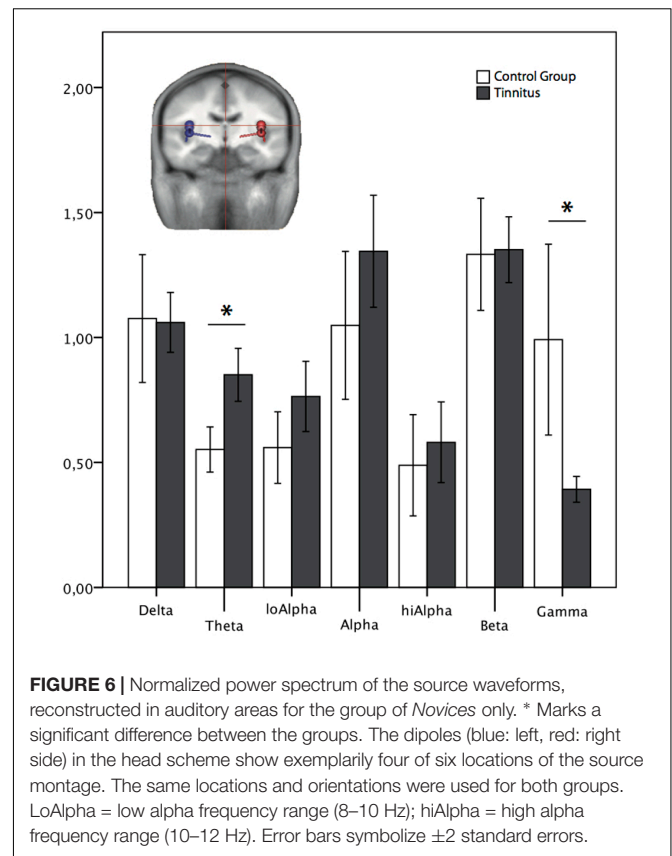 2,00
1,50
1,00
0,50
0,00
Control Group
Tinnitus
*
*
Delta
Theta
loAlpha
Alpha
hiAlpha
Beta
Gamma
FIGURE 6 | Normalized power spectrum of the source waveforms,
reconstructed in auditory areas for the group of Novices only. * Marks a
significant difference between the groups. The dipoles (blue: left, red: right
side) in the head scheme show exemplarily four of six locations of the source
montage. The same locations and orientations were used for both groups.
LoAlpha = low alpha frequency range (8–10 Hz); hiAlpha = high alpha
frequency range (10–12 Hz). Error bars symbolize ±2 standard errors.